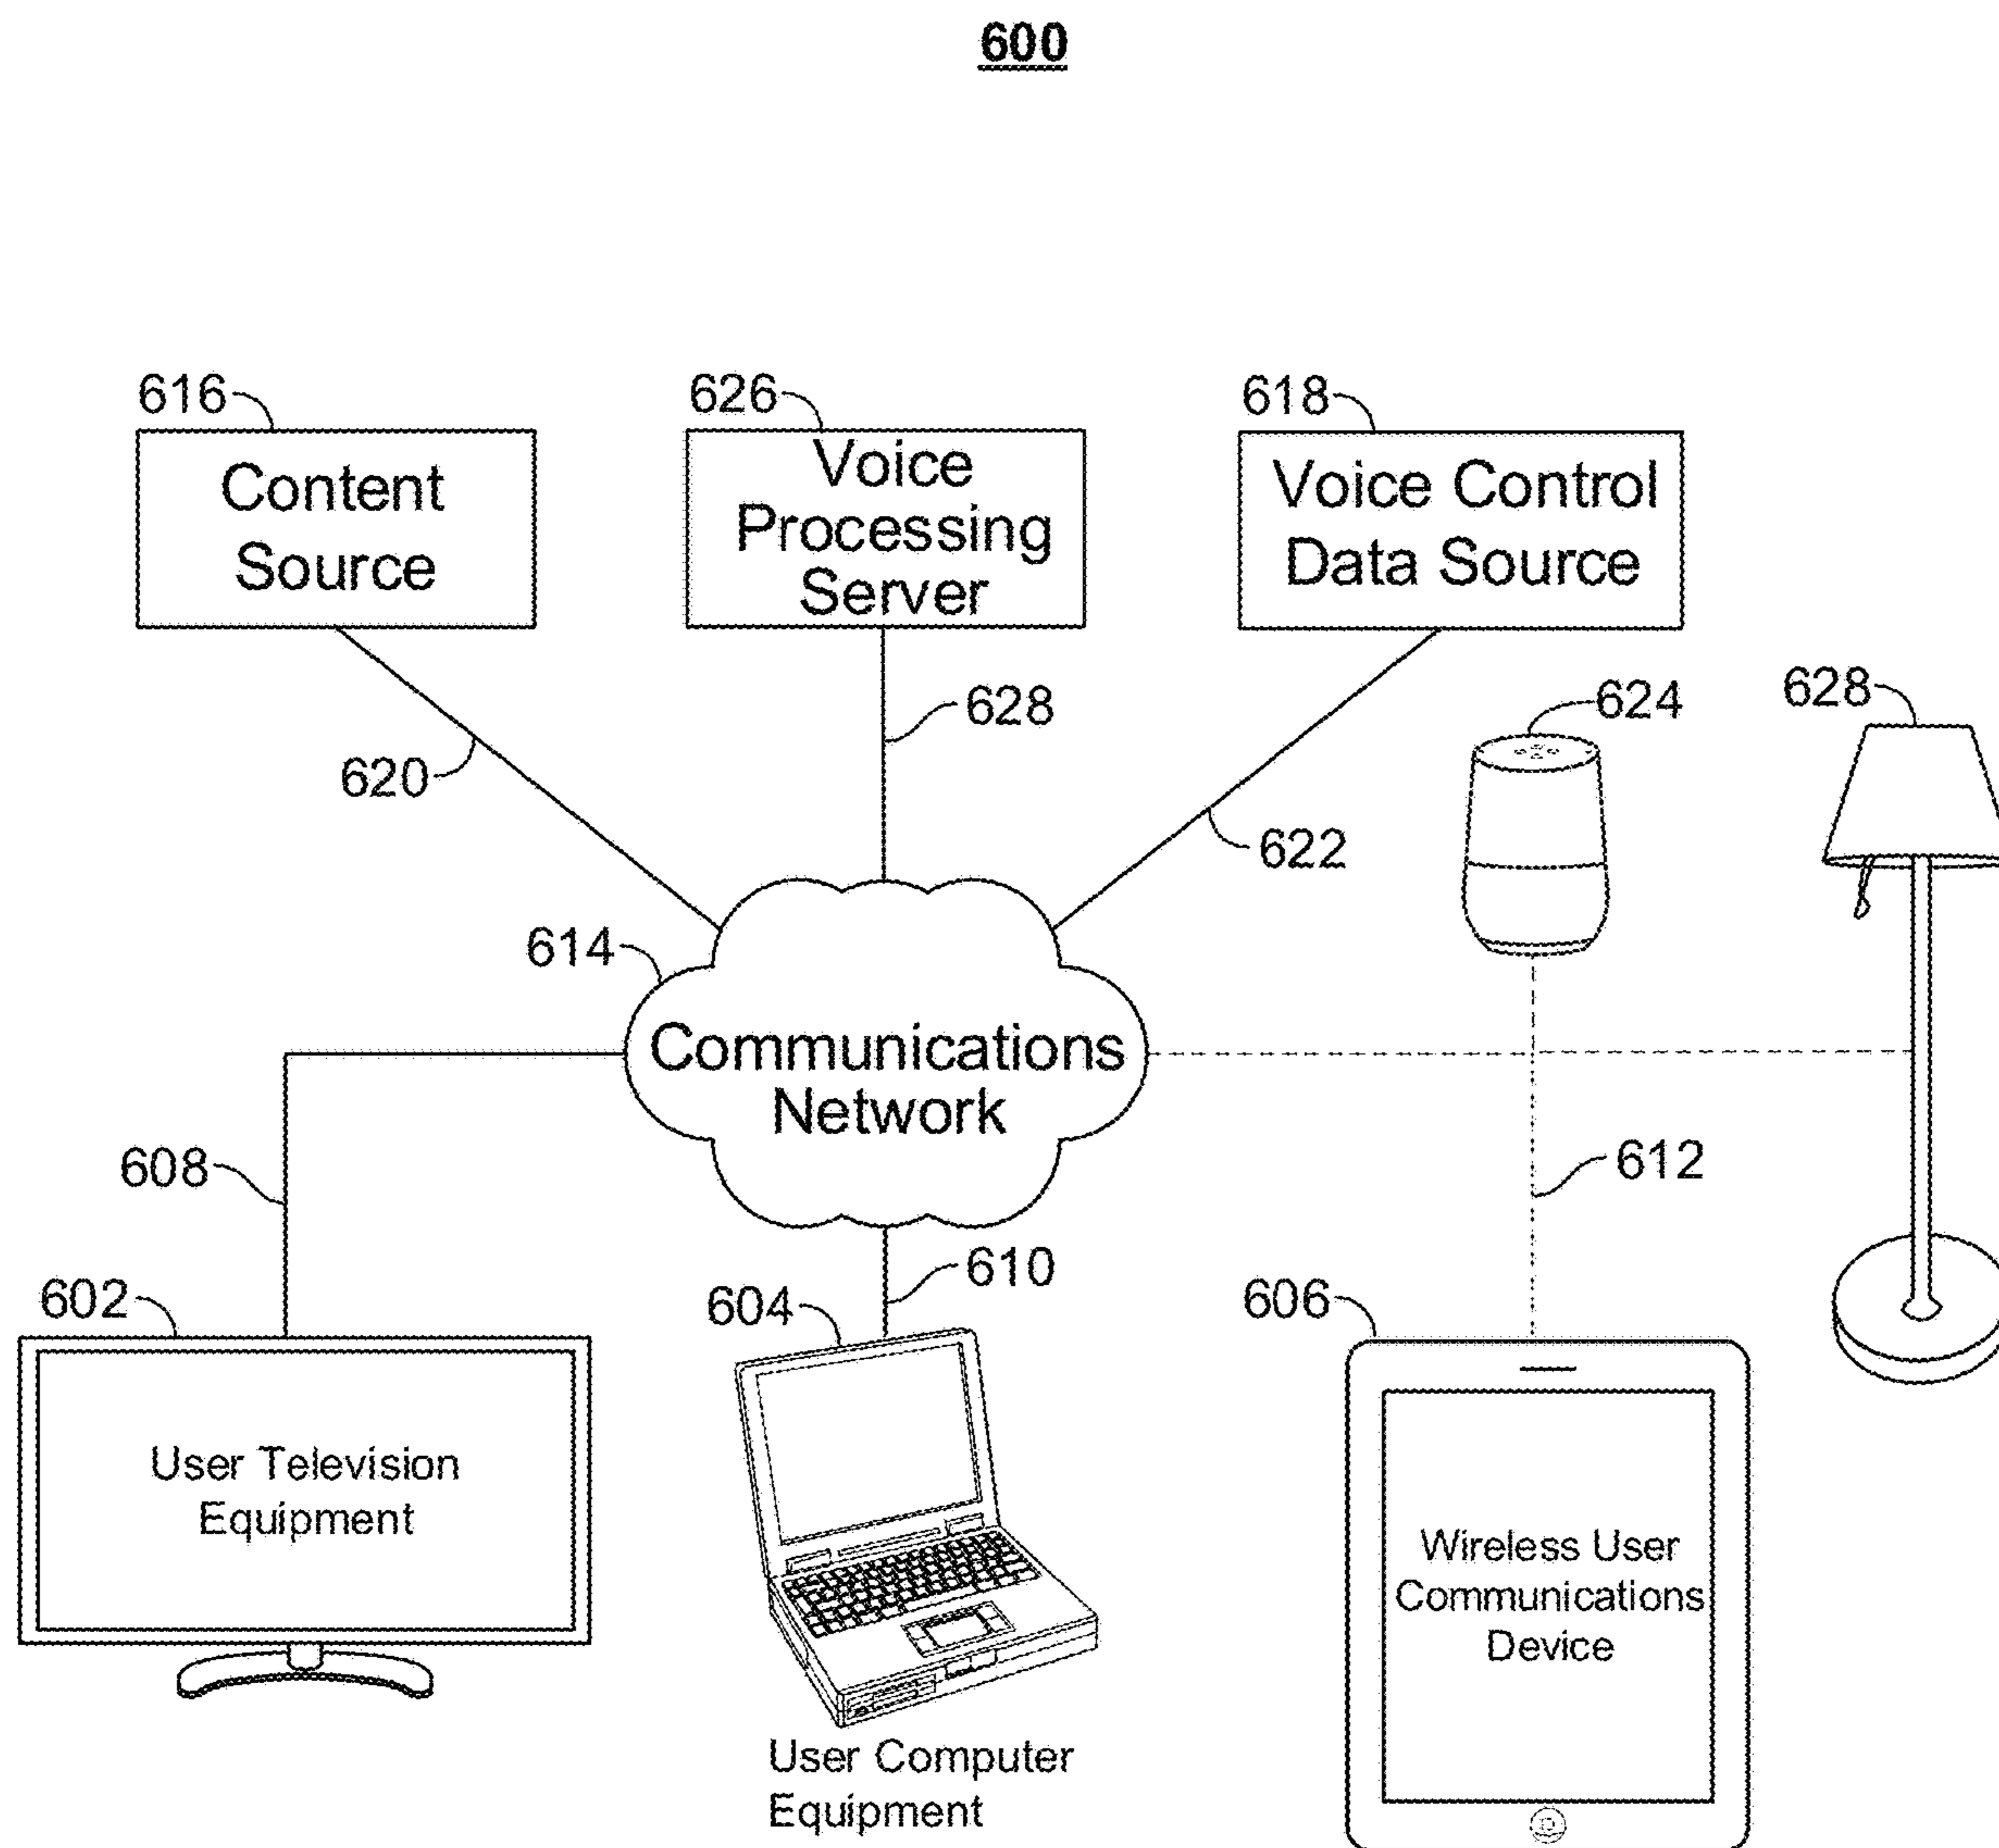 600
616
626
618
Content
Source
Voice
Processing
Server
Voice Control
Data Source
620
628
622
624
628
614
Communications
Network
608
612
602
604
610
606
User Television
Equipment
Wireless User
Communications
Device
User Computer
Equipment